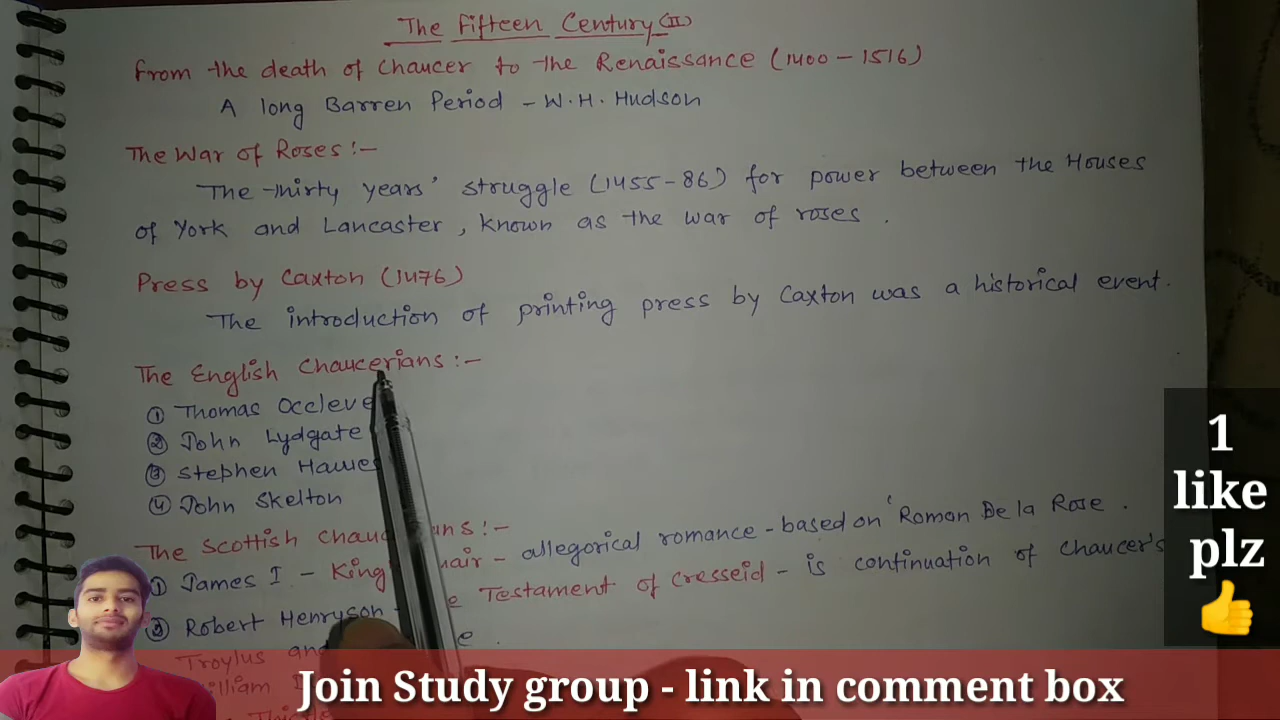 The Fifteen Century (II)
From the death of Chaucer to the Renaissance (1400 - 1516)
A long Barren Period - W.H. Hudson
The War of Roses :-
The thirty years' struggle (1455-86) for power between the Houses
of York and Lancaster, known as the war of roses.
Press by Caxton (1476)
The introduction of printing press by Caxton was a historical event.
The English Chaucerians :-
① Thomas Occleve
② John Lydgate
③ Stephen Hawes
④ John Skelton
The Scottish :-
① James I - King - allegorical romance - based on 'Roman De la Rose.
② Robert Henryson - Testament of Cresseid - is continuation of Chaucer's
Troylus
1
like
plz
👍
Join Study group - link in comment box